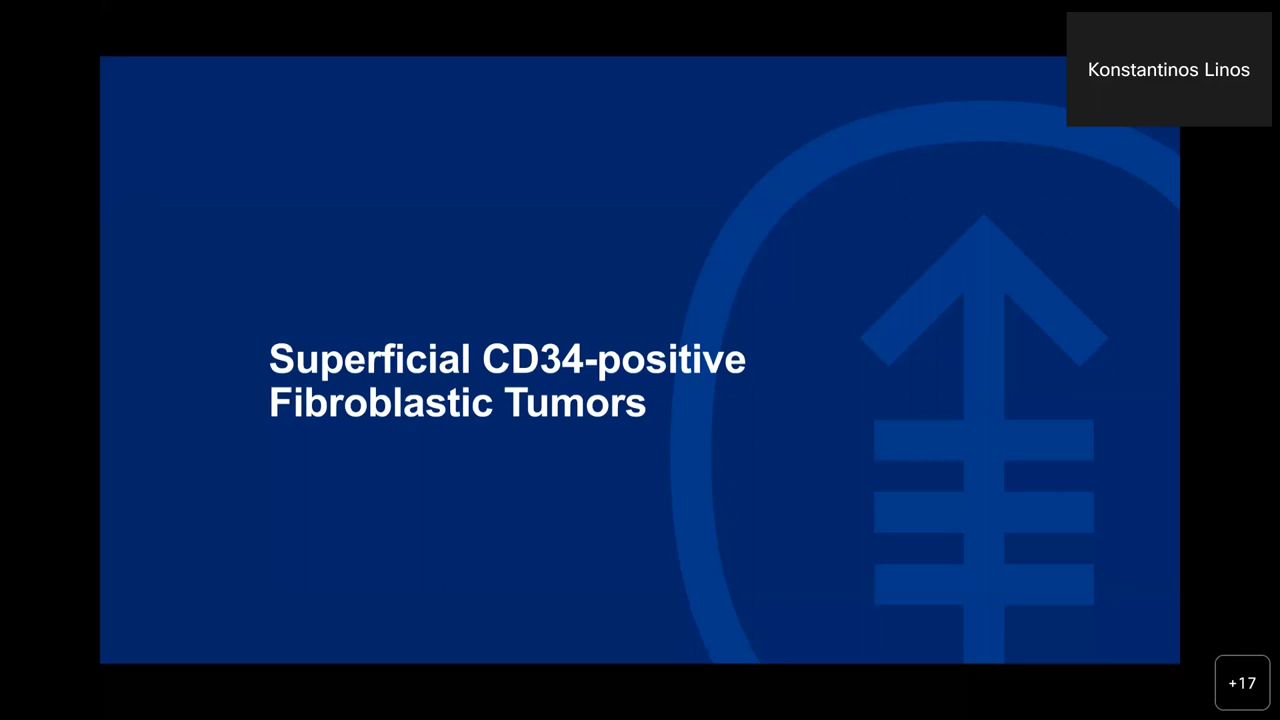 Konstantinos Linos
Superficial CD34-positive
Fibroblastic Tumors
+17